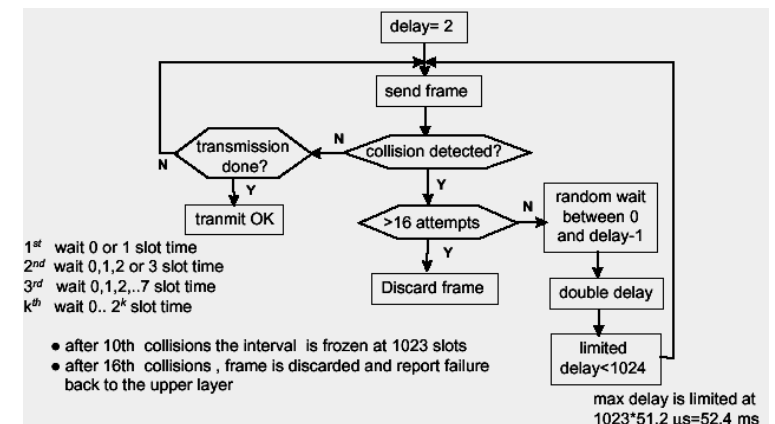 delay= 2
send frame
collision detected?
N
transmission
done?
N
Y
tranmit OK
Y
>16 attempts
N
random wait
between 0
and delay-1
Y
Discard frame
double delay
limited
delay<1024
1st wait 0 or 1 slot time
2nd wait 0,1,2 or 3 slot time
3rd wait 0,1,2,..7 slot time
kth wait 0.. 2k slot time
● after 10th collisions the interval is frozen at 1023 slots
● after 16th collisions , frame is discarded and report failure
back to the upper layer
max delay is limited at
1023*51.2 µs=52.4 ms